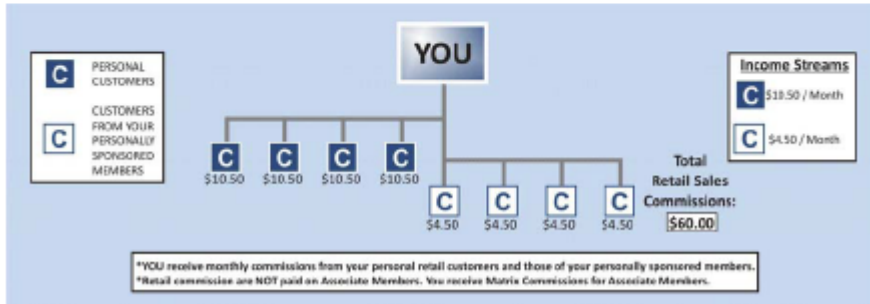 YOU
C PERSONAL
CUSTOMERS
C CUSTOMERS
FROM YOUR
PERSONALLY
SPONSORED
MEMBERS
Income Streams
C $10.50 / Month
C $4.50 / Month
C C C C
$10.50 $10.50 $10.50 $10.50
C C C C
$4.50 $4.50 $4.50 $4.50
Total
Retail Sales
Commissions:
$60.00
*YOU receive monthly commissions from your personal retail customers and those of your personally sponsored members.
*Retail commission are NOT paid on Associate Members. You receive Matrix Commissions for Associate Members.